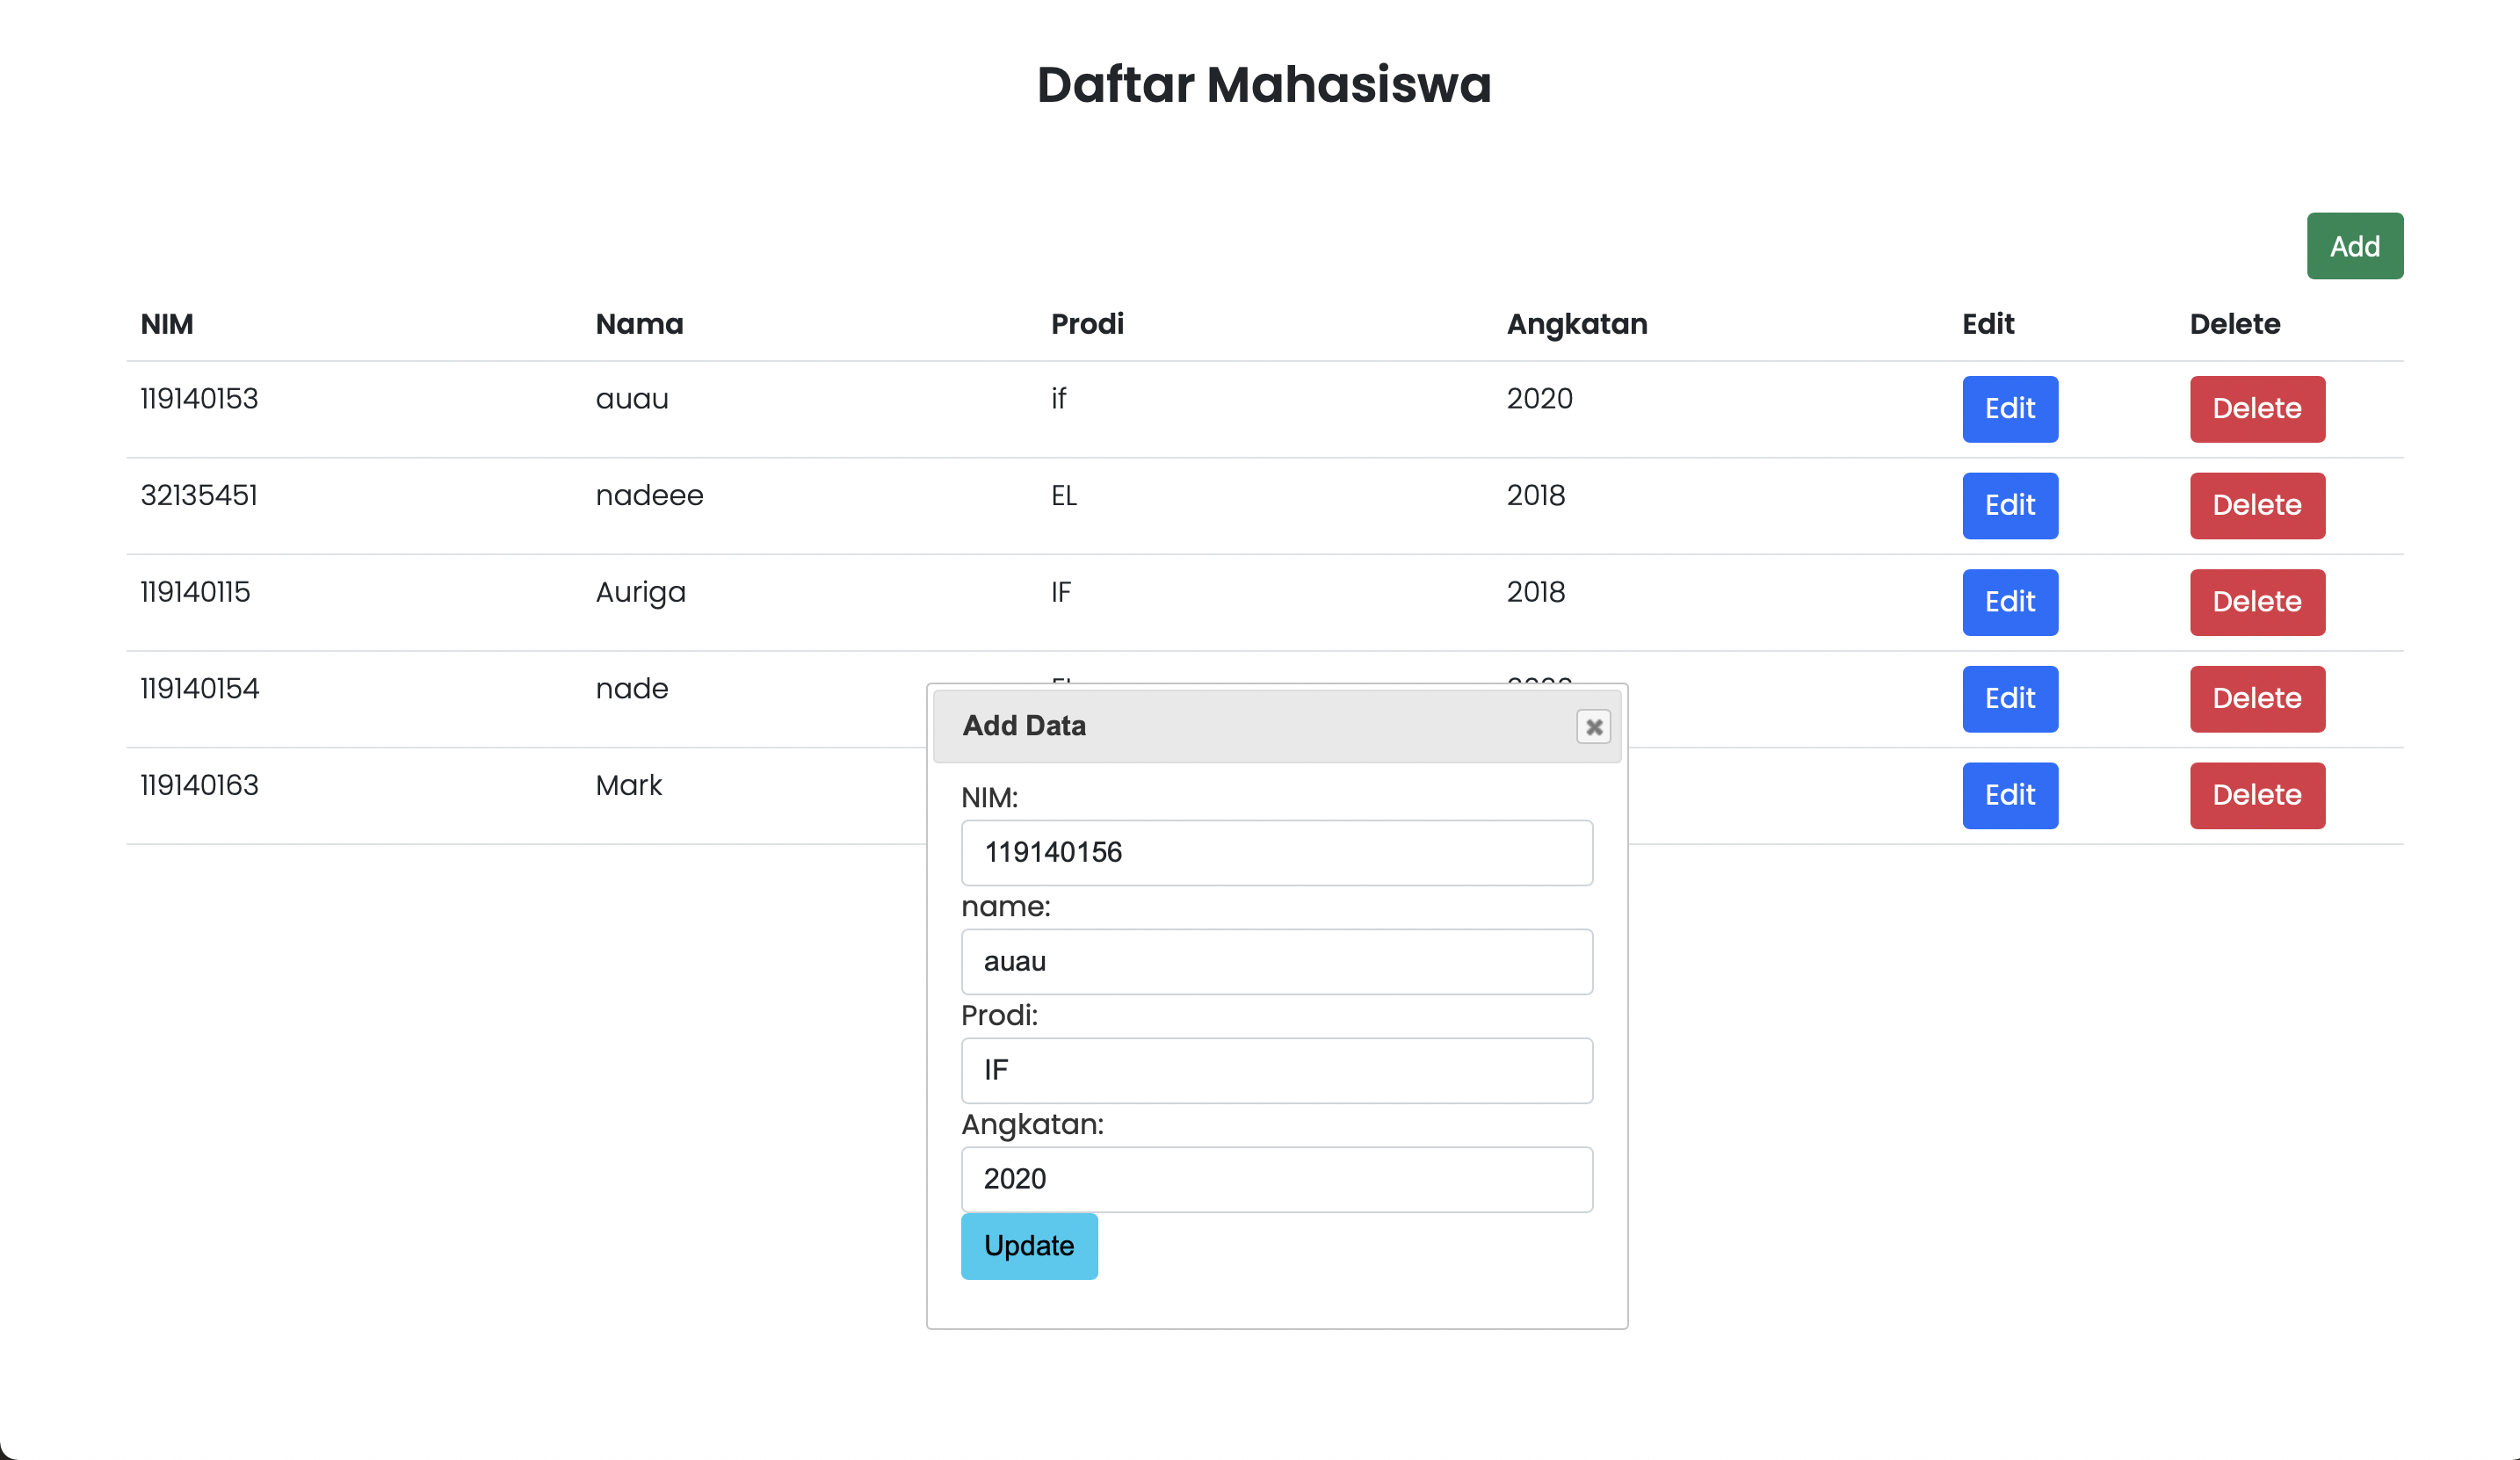 Daftar Mahasiswa
Add
NIM Nama Prodi Angkatan Edit Delete
119140153 auau if 2020 Edit Delete
32135451 nadeee EL 2018 Edit Delete
119140115 Auriga IF 2018 Edit Delete
119140154 nade Edit Delete
119140163 Mark Edit Delete
Add Data
NIM:
119140156
name:
auau
Prodi:
IF
Angkatan:
2020
Update